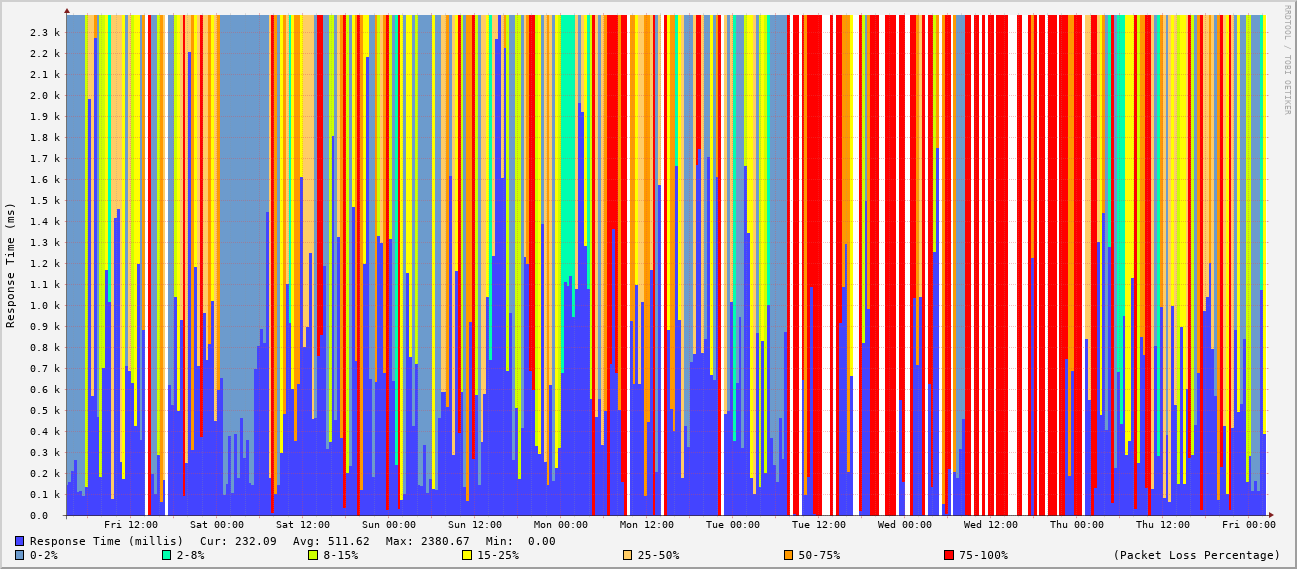 RRDTOOL / TOBI OETIKER
Response Time (ms)
2.3 k
2.2 k
2.1 k
2.0 k
1.9 k
1.8 k
1.7 k
1.6 k
1.5 k
1.4 k
1.3 k
1.2 k
1.1 k
1.0 k
0.9 k
0.8 k
0.7 k
0.6 k
0.5 k
0.4 k
0.3 k
0.2 k
0.1 k
0.0
Fri 12:00 Sat 00:00 Sat 12:00 Sun 00:00 Sun 12:00 Mon 00:00 Mon 12:00 Tue 00:00 Tue 12:00 Wed 00:00 Wed 12:00 Thu 00:00 Thu 12:00 Fri 00:00
Response Time (millis) Cur: 232.09 Avg: 511.62 Max: 2380.67 Min: 0.00
0-2% 2-8% 8-15% 15-25% 25-50% 50-75% 75-100% (Packet Loss Percentage)